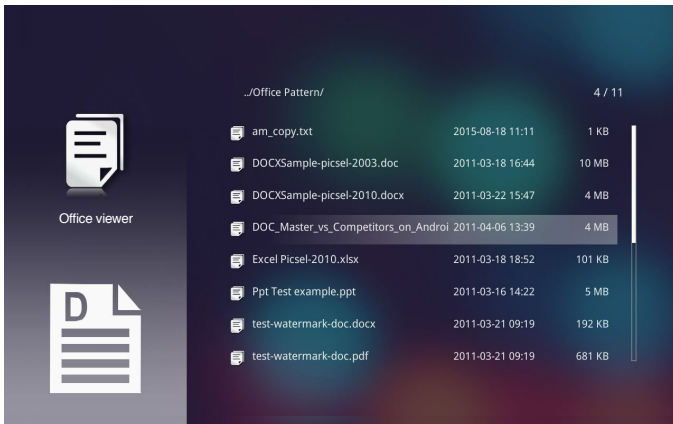 ../Office Pattern/ 4 / 11
am_copy.txt 2015-08-18 11:11 1 KB
DOCXSample-picsel-2003.doc 2011-03-18 16:44 10 MB
DOCXSample-picsel-2010.docx 2011-03-22 15:47 4 MB
Office viewer
DOC_Master_vs_Competitors_on_Androi 2011-04-06 13:39 4 MB
Excel Picsel-2010.xlsx 2011-03-18 18:52 101 KB
Ppt Test example.ppt 2011-03-16 14:22 5 MB
D
test-watermark-doc.docx 2011-03-21 09:19 192 KB
test-watermark-doc.pdf 2011-03-21 09:19 681 KB